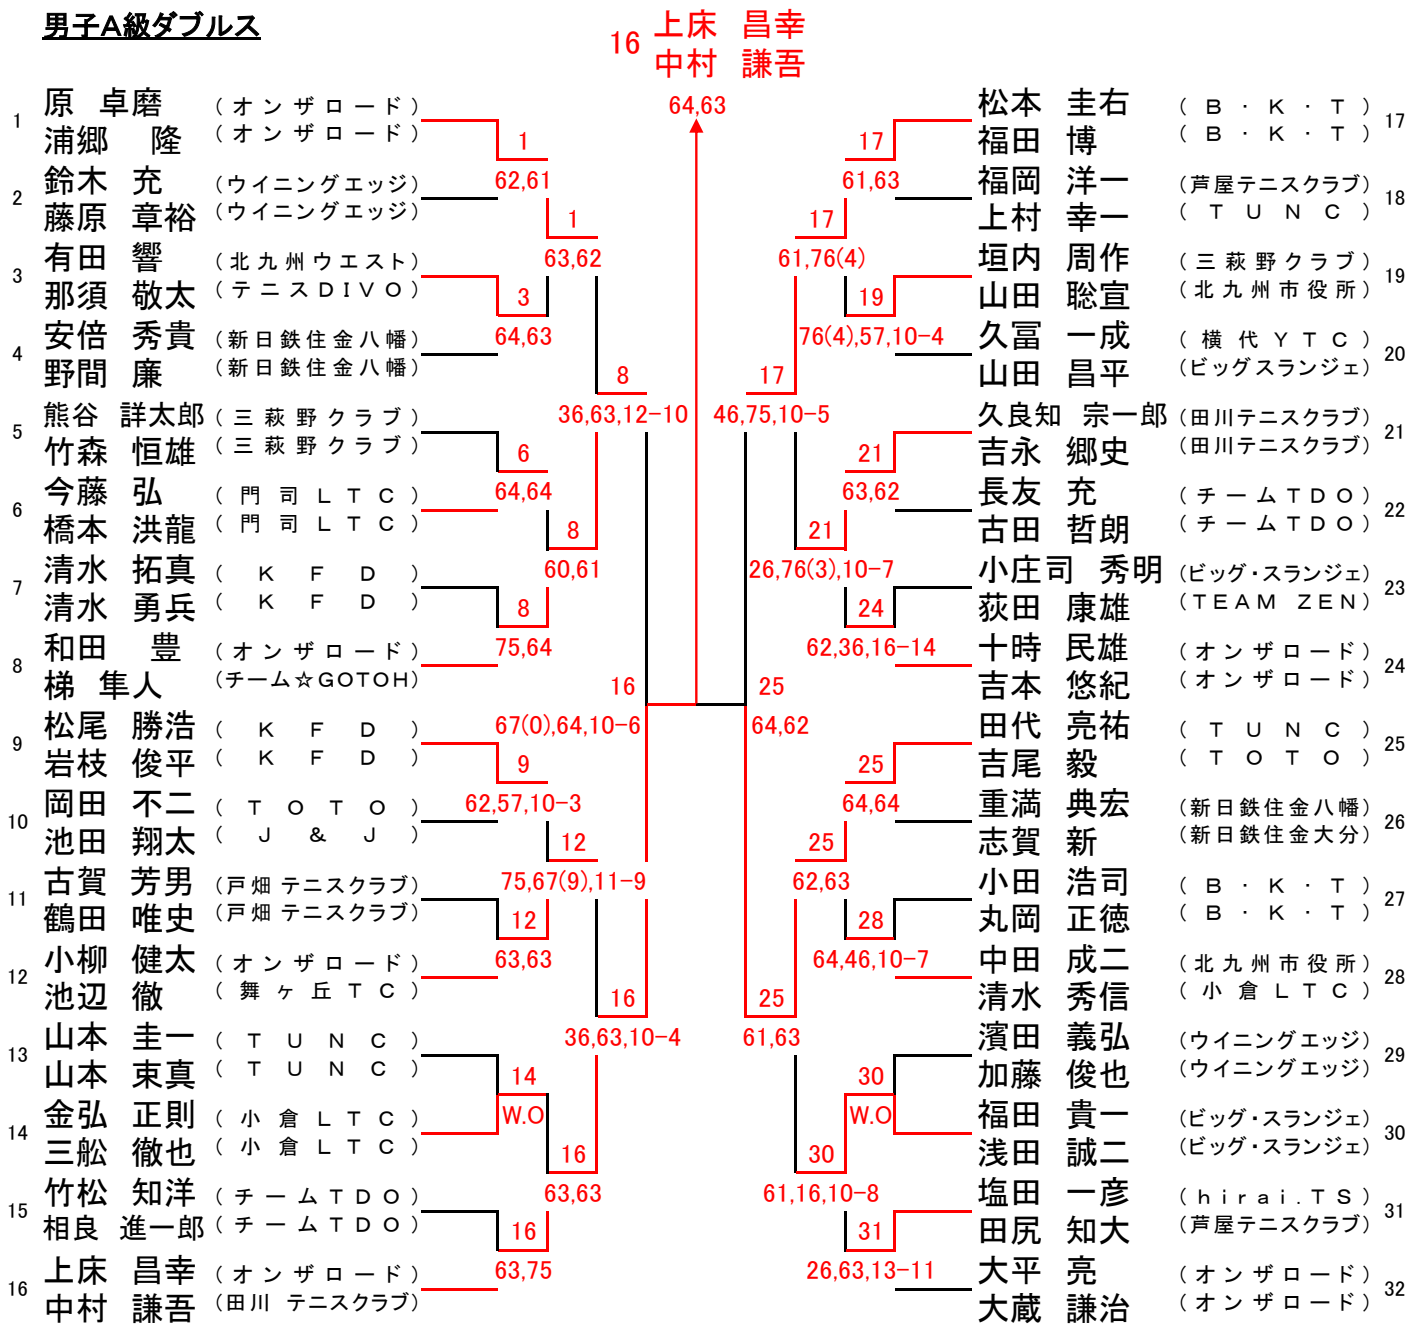 男子A級ダブルス
16 上床 昌幸
中村 謙吾
64,63
1 原 卓磨 (オンザロード)
浦郷 隆 (オンザロード)
2 鈴木 充 (ウイニングエッジ)
藤原 章裕 (ウイニングエッジ)
3 有田 響 (北九州ウエスト)
那須 敬太 (テニスDIVO)
4 安倍 秀貴 (新日鉄住金八幡)
野間 廉 (新日鉄住金八幡)
5 熊谷 詳太郎 (三萩野クラブ)
竹森 恒雄 (三萩野クラブ)
6 今藤 弘 (門司LTC)
橋本 洪龍 (門司LTC)
7 清水 拓真 (KFD)
清水 勇兵 (KFD)
8 和田 豊 (オンザロード)
梯 隼人 (チーム☆GOTOH)
9 松尾 勝浩 (KFD)
岩枝 俊平 (KFD)
10 岡田 不二 (TOTO)
池田 翔太 (J&J)
11 古賀 芳男 (戸畑テニスクラブ)
鶴田 唯史 (戸畑テニスクラブ)
12 小柳 健太 (オンザロード)
池辺 徹 (舞ヶ丘TC)
13 山本 圭一 (TUNC)
山本 束真 (TUNC)
14 金弘 正則 (小倉LTC)
三舩 徹也 (小倉LTC)
15 竹松 知洋 (チームTDO)
相良 進一郎 (チームTDO)
16 上床 昌幸 (オンザロード)
中村 謙吾 (田川 テニスクラブ)
1
62,61
3
64,63
6
64,64
8
75,64
9
62,57,10-3
12
63,63
14
W.O
16
63,75
1
63,62
8
60,61
12
75,67(9),11-9
16
63,63
8
36,63,12-10
16
36,63,10-4
16
67(0),64,10-6
25
64,62
17
46,75,10-5
25
61,63
17
61,76(4)
21
26,76(3),10-7
25
62,63
30
61,16,10-8
17
61,63
19
76(4),57,10-4
21
63,62
24
62,36,16-14
25
64,64
28
64,46,10-7
30
W.O
31
26,63,13-11
松本 圭右 (B・K・T) 17
福田 博 (B・K・T)
福岡 洋一 (芦屋テニスクラブ) 18
上村 幸一 (TUNC)
垣内 周作 (三萩野クラブ) 19
山田 聡宣 (北九州市役所)
久冨 一成 (横代YTC) 20
山田 昌平 (ビッグスランジェ)
久良知 宗一郎 (田川テニスクラブ) 21
吉永 郷史 (田川テニスクラブ)
長友 充 (チームTDO) 22
古田 哲朗 (チームTDO)
小庄司 秀明 (ビッグ・スランジェ) 23
荻田 康雄 (TEAM ZEN)
十時 民雄 (オンザロード) 24
吉本 悠紀 (オンザロード)
田代 亮祐 (TUNC) 25
吉尾 毅 (TOTO)
重満 典宏 (新日鉄住金八幡) 26
志賀 新 (新日鉄住金大分)
小田 浩司 (B・K・T) 27
丸岡 正徳 (B・K・T)
中田 成二 (北九州市役所) 28
清水 秀信 (小倉LTC)
濱田 義弘 (ウイニングエッジ) 29
加藤 俊也 (ウイニングエッジ)
福田 貴一 (ビッグ・スランジェ) 30
浅田 誠二 (ビッグ・スランジェ)
塩田 一彦 (hirai.TS) 31
田尻 知大 (芦屋テニスクラブ)
大平 亮 (オンザロード) 32
大蔵 謙治 (オンザロード)